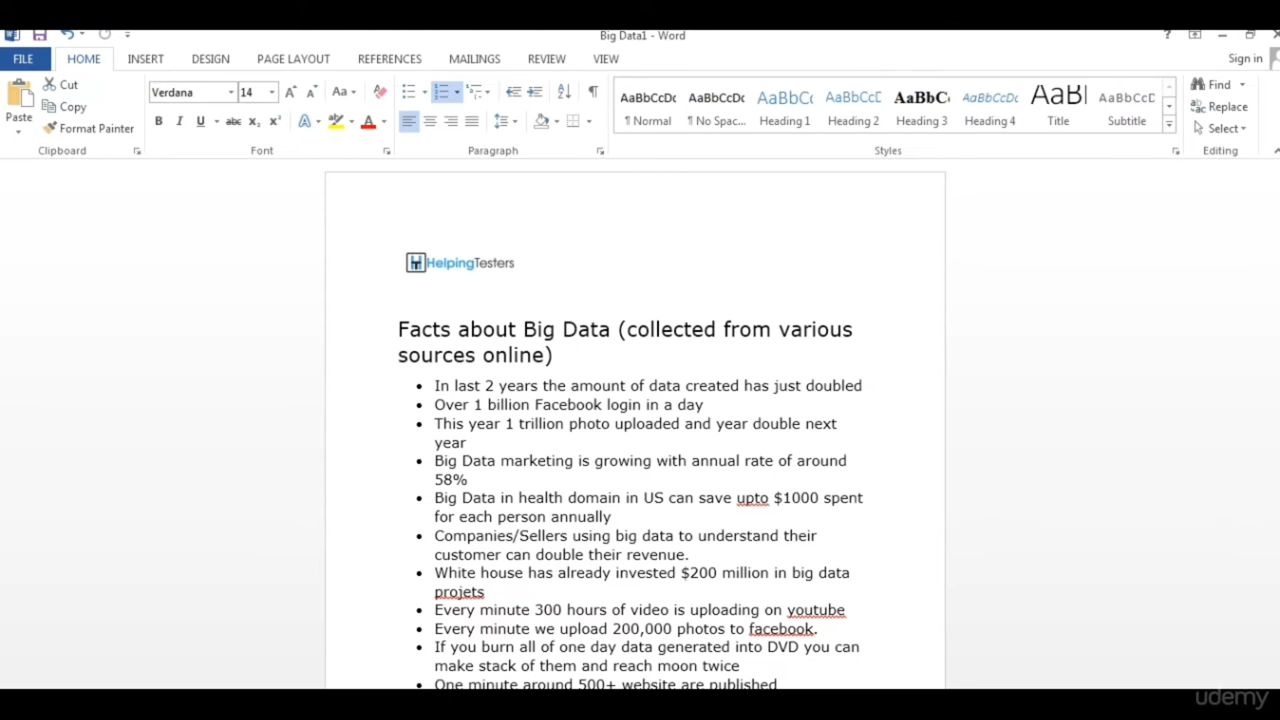 Big Data1 - Word
?
FILE HOME INSERT DESIGN PAGE LAYOUT REFERENCES MAILINGS REVIEW VIEW Sign in
Cut
Copy
Format Painter
Paste
Verdana 14
Aa
B I U abc X₂ X²
A A
AaBbCcDc AaBbCcDc AaBbC AaBbCcD AaBbC AaBbCcDc AaBl AaBbCcD
¶ Normal ¶ No Spac... Heading 1 Heading 2 Heading 3 Heading 4 Title Subtitle
Find
Replace
Select
Clipboard Font Paragraph Styles Editing
HelpingTesters
Facts about Big Data (collected from various
sources online)
• In last 2 years the amount of data created has just doubled
• Over 1 billion Facebook login in a day
• This year 1 trillion photo uploaded and year double next
year
• Big Data marketing is growing with annual rate of around
58%
• Big Data in health domain in US can save upto $1000 spent
for each person annually
• Companies/Sellers using big data to understand their
customer can double their revenue.
• White house has already invested $200 million in big data
projets
• Every minute 300 hours of video is uploading on youtube
• Every minute we upload 200,000 photos to facebook.
• If you burn all of one day data generated into DVD you can
make stack of them and reach moon twice
• One minute around 500+ website are published
udemy